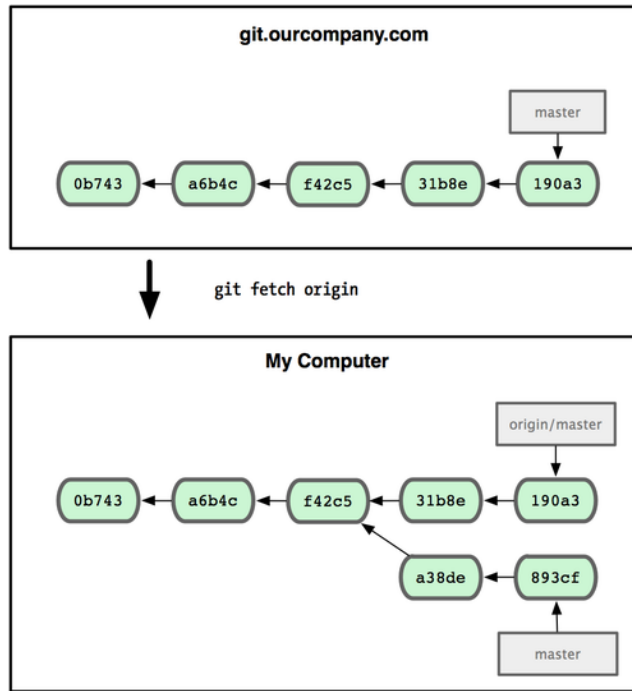 git.ourcompany.com
master
0b743 a6b4c f42c5 31b8e 190a3
git fetch origin
My Computer
origin/master
0b743 a6b4c f42c5 31b8e 190a3
a38de 893cf
master